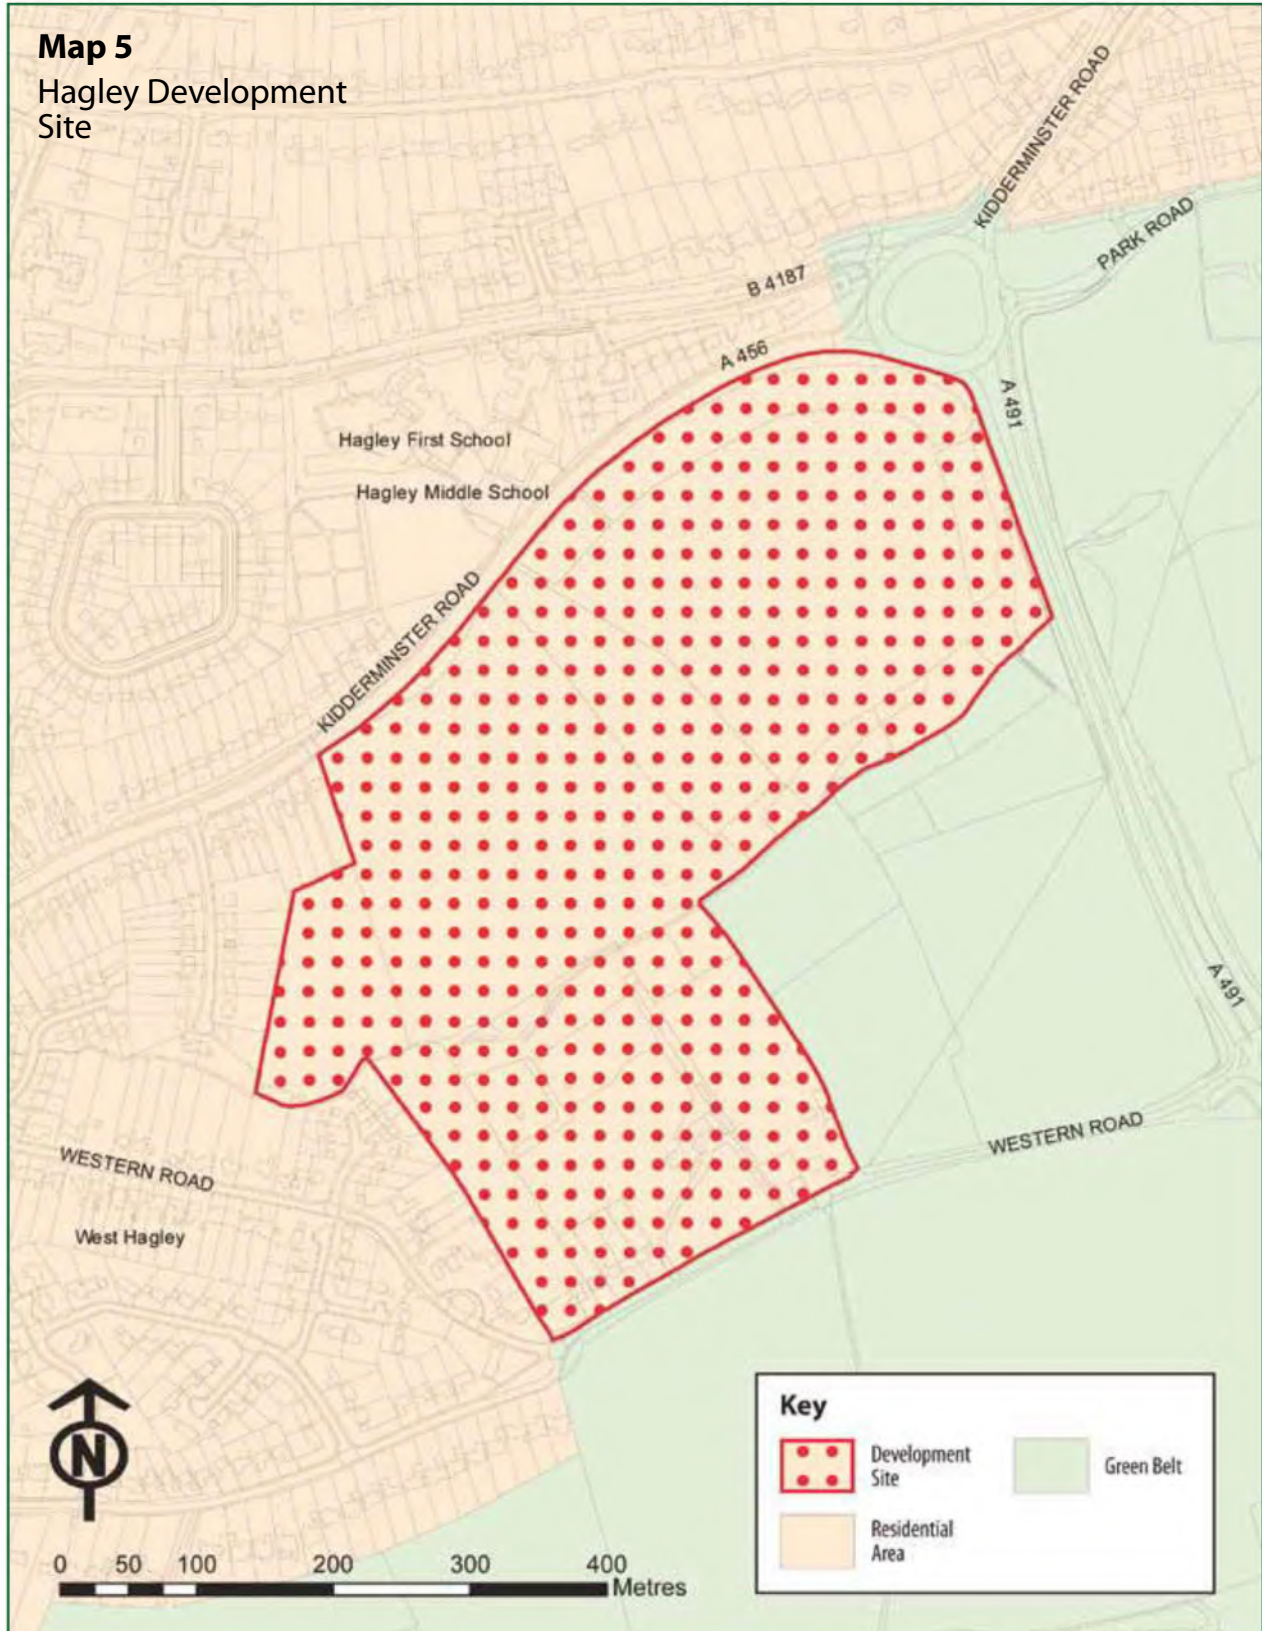 Map 5
Hagley Development
Site
KIDDERMINSTER ROAD
KIDDERMINSTER ROAD
PARK ROAD
B 4187
A 456
A 491
Hagley First School
Hagley Middle School
KIDDERMINSTER ROAD
A 491
WESTERN ROAD
WESTERN ROAD
West Hagley
N
0 50 100 200 300 400
Metres
Key
Development
Site
Green Belt
Residential
Area